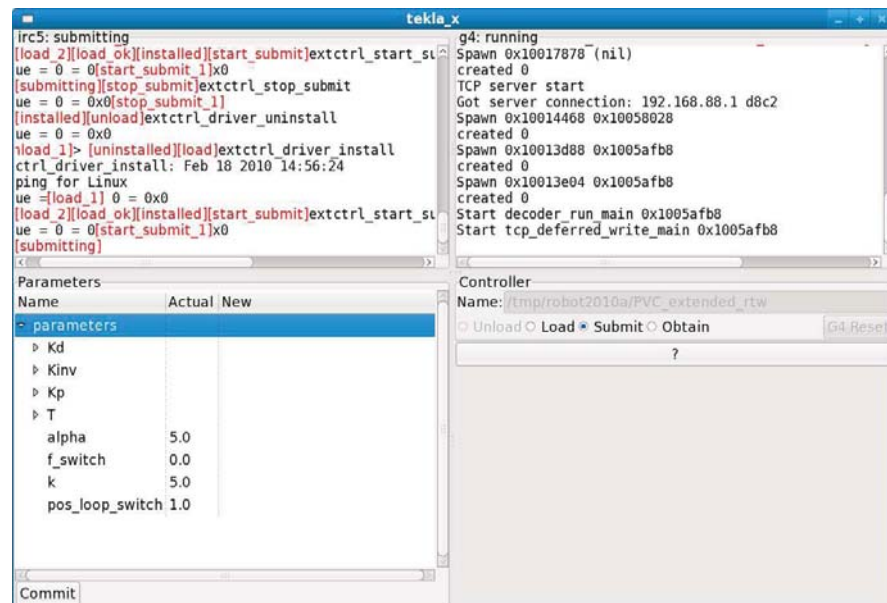 tekla_x
irc5: submitting
[load_2][load_ok][installed][start_submit]extctrl_start_su
ue = 0 = 0[start_submit_1]x0
[submitting][stop_submit]extctrl_stop_submit
ue = 0 = 0x0[stop_submit_1]
[installed][unload]extctrl_driver_uninstall
ue = 0 = 0x0
nload_1]> [uninstalled][load]extctrl_driver_install
ctrl_driver_install: Feb 18 2010 14:56:24
ping for Linux
ue =[load_1] 0 = 0x0
[load_2][load_ok][installed][start_submit]extctrl_start_su
ue = 0 = 0[start_submit_1]x0
[submitting]
g4: running
Spawn 0x10017878 (nil)
created 0
TCP server start
Got server connection: 192.168.88.1 d8c2
Spawn 0x10014468 0x10058028
created 0
Spawn 0x10013d88 0x1005afb8
created 0
Spawn 0x10013e04 0x1005afb8
created 0
Start decoder_run_main 0x1005afb8
Start tcp_deferred_write_main 0x1005afb8
Parameters
Name Actual New
parameters
Kd
Kinv
Kp
T
alpha 5.0
f_switch 0.0
k 5.0
pos_loop_switch 1.0
Commit
Controller
Name: /tmp/robot2010a/PVC_extended_rtw
Unload Load Submit Obtain G4 Reset
?